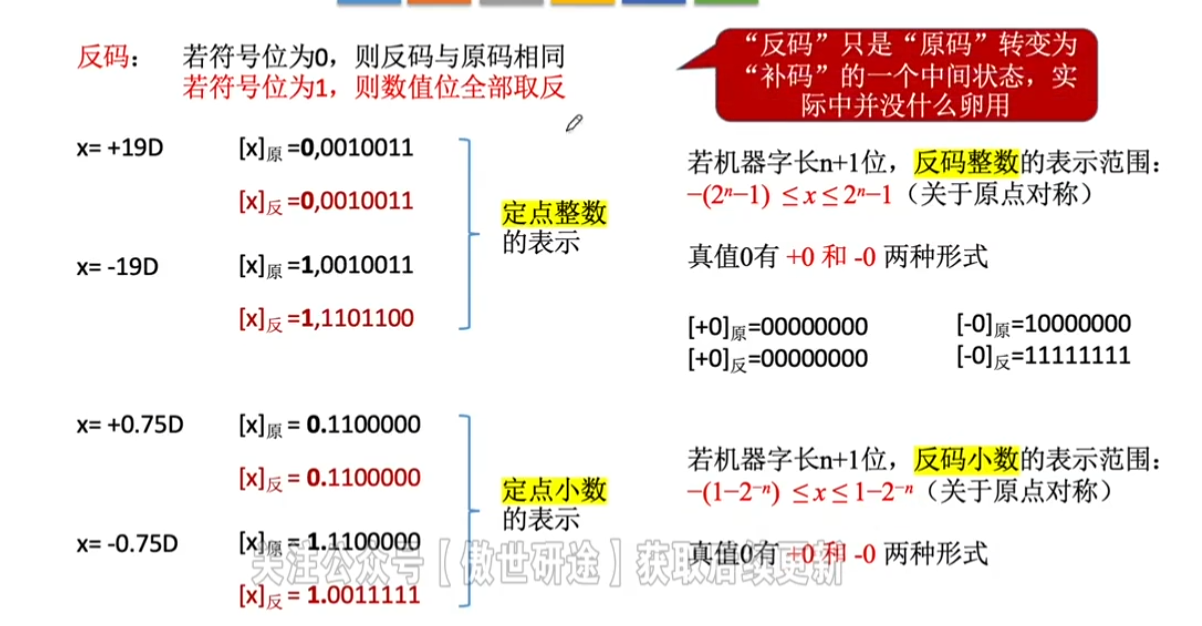 反码： 若符号位为0，则反码与原码相同
若符号位为1，则数值位全部取反
“反码”只是“原码”转变为
“补码”的一个中间状态，实
际中并没什么卵用
x= +19D [x]原 =0,0010011
[x]反 =0,0010011
x= -19D [x]原 =1,0010011
[x]反 =1,1101100
定点整数
的表示
若机器字长n+1位，反码整数的表示范围：
−(2ⁿ−1) ≤ x ≤ 2ⁿ−1（关于原点对称）
真值0有 +0 和 -0 两种形式
[+0]原=00000000 [-0]原=10000000
[+0]反=00000000 [-0]反=11111111
x= +0.75D [x]原 = 0.1100000
[x]反 = 0.1100000
x= -0.75D [x]原 = 1.1100000
[x]反 = 1.0011111
定点小数
的表示
若机器字长n+1位，反码小数的表示范围：
−(1−2⁻ⁿ) ≤ x ≤ 1−2⁻ⁿ（关于原点对称）
真值0有 +0 和 -0 两种形式
关注公众号【傲世研途】获取后续更新